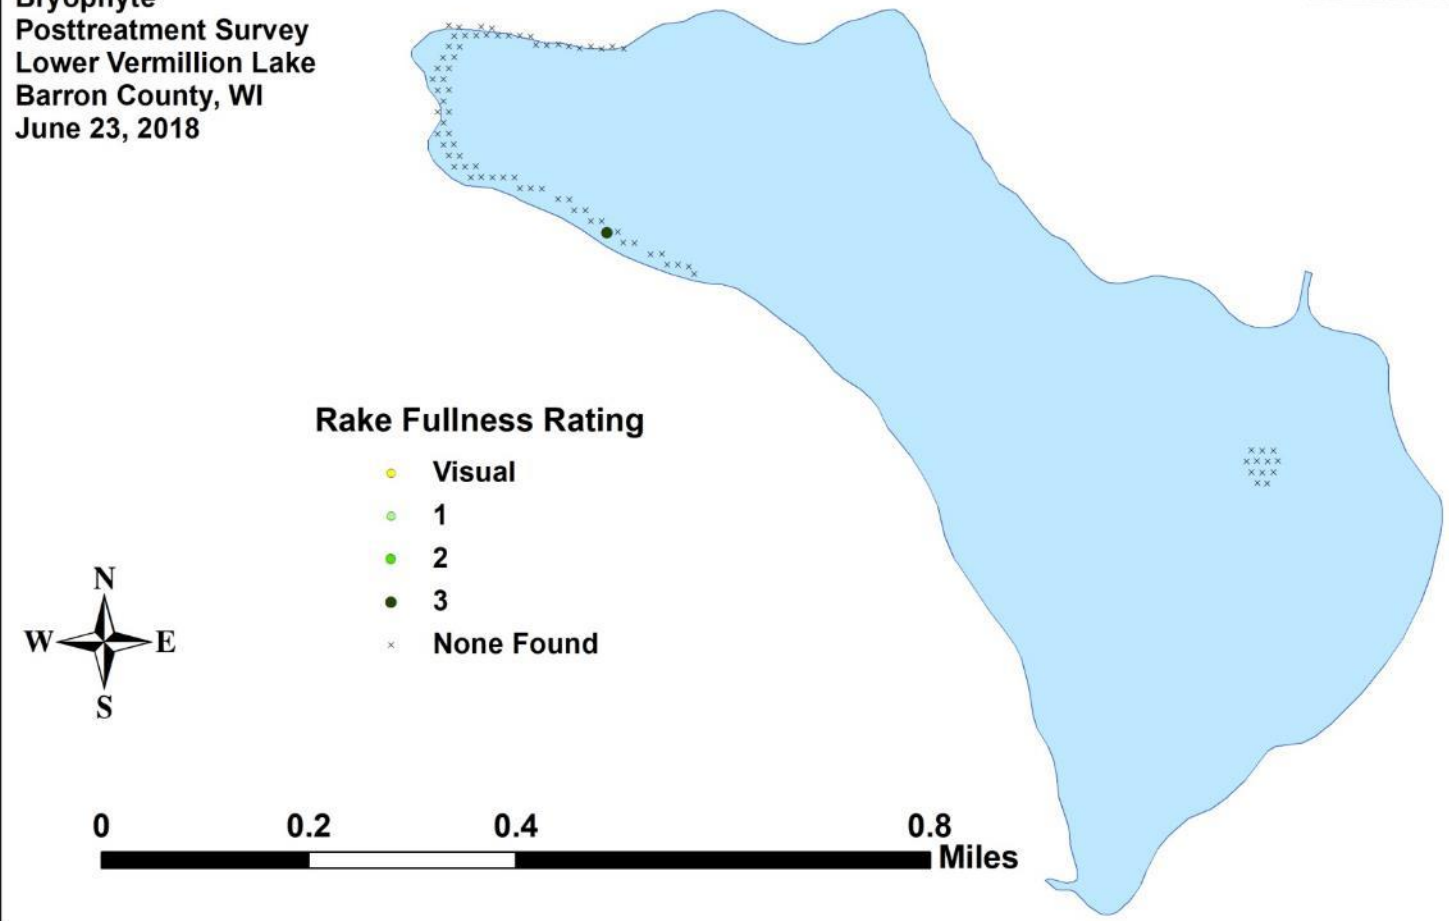 Bryophyte
Posttreatment Survey
Lower Vermillion Lake
Barron County, WI
June 23, 2018
Rake Fullness Rating
Visual
1
2
3
None Found
N
W E
S
0 0.2 0.4 0.8
Miles